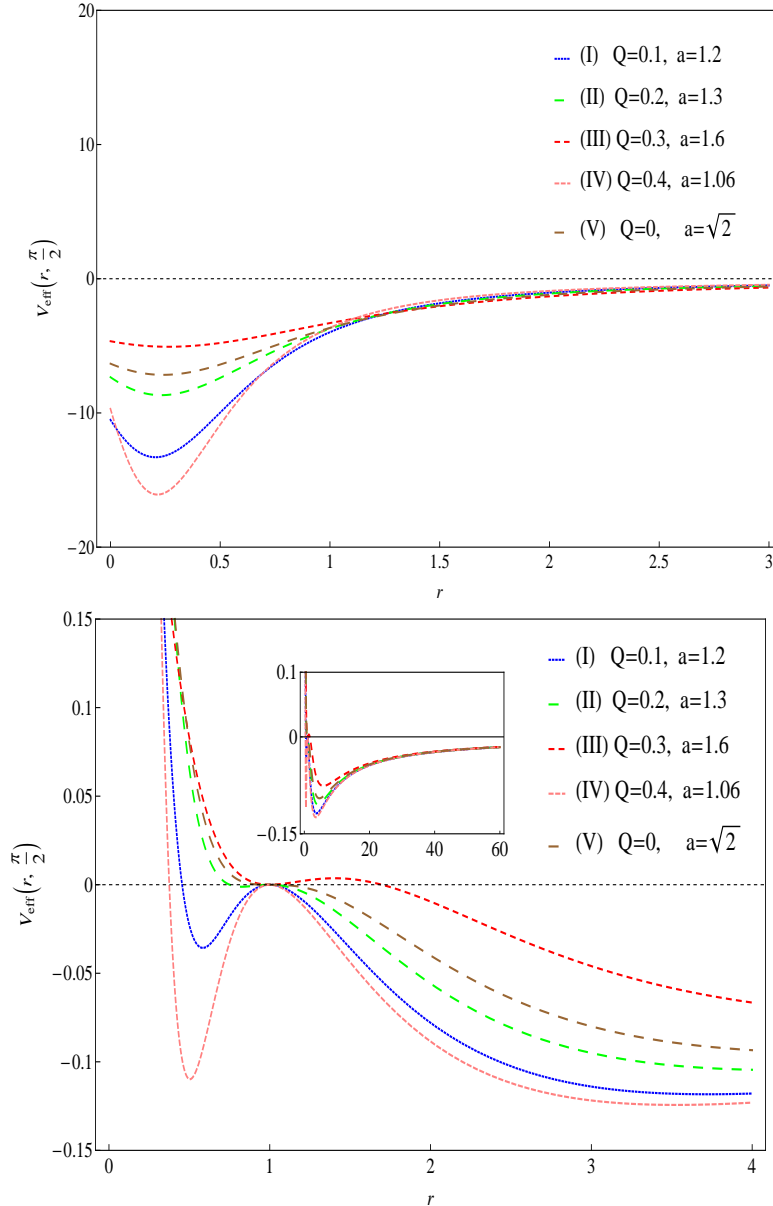 20
10
0
−10
−20
V_eff(r, π/2)
(I) Q=0.1, a=1.2
(II) Q=0.2, a=1.3
(III) Q=0.3, a=1.6
(IV) Q=0.4, a=1.06
(V) Q=0, a=√2
0 0.5 1 1.5 2 2.5 3
r
0.15
0.1
0.05
0
−0.05
−0.1
−0.15
V_eff(r, π/2)
0.1
0
−0.15
0 20 40 60
(I) Q=0.1, a=1.2
(II) Q=0.2, a=1.3
(III) Q=0.3, a=1.6
(IV) Q=0.4, a=1.06
(V) Q=0, a=√2
0 1 2 3 4
r